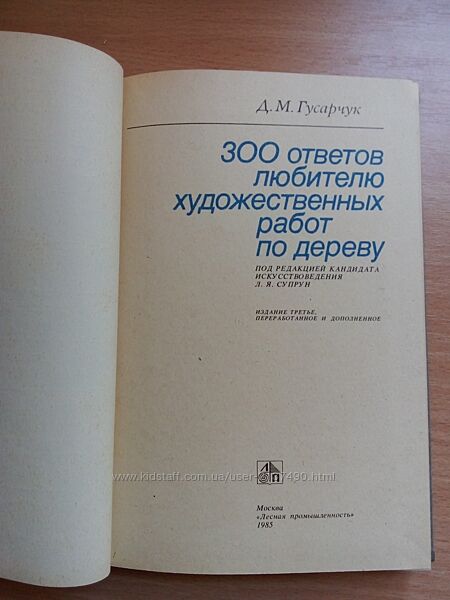 Д. М. Гусарчук
300 ответов
любителю
художественных
работ
по дереву
ПОД РЕДАКЦИЕЙ КАНДИДАТА
ИСКУССТВОВЕДЕНИЯ
Л. Я. СУПРУН
ИЗДАНИЕ ТРЕТЬЕ,
ПЕРЕРАБОТАННОЕ И ДОПОЛНЕННОЕ
Москва
«Лесная промышленность»
1985